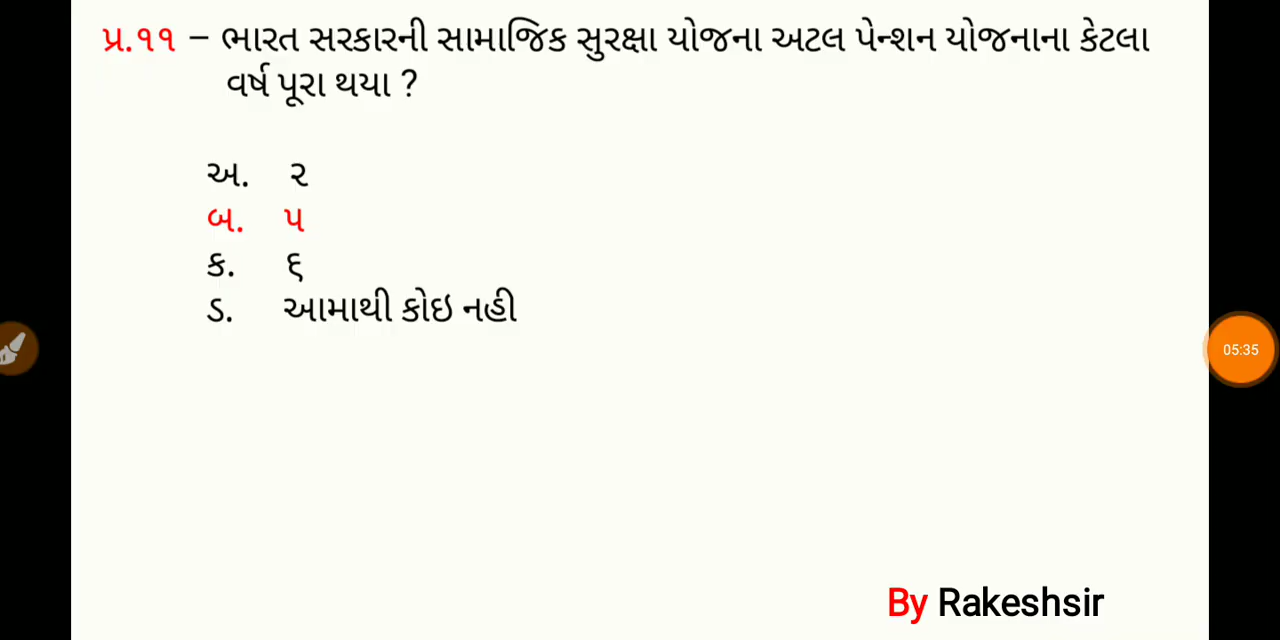 પ્ર.૧૧ – ભારત સરકારની સામાજિક સુરક્ષા યોજના અટલ પેન્શન યોજનાના કેટલા
વર્ષ પૂરા થયા ?
અ. ૨
બ. ૫
ક. ૬
ડ. આમાથી કોઇ નહી
05:35
By Rakeshsir